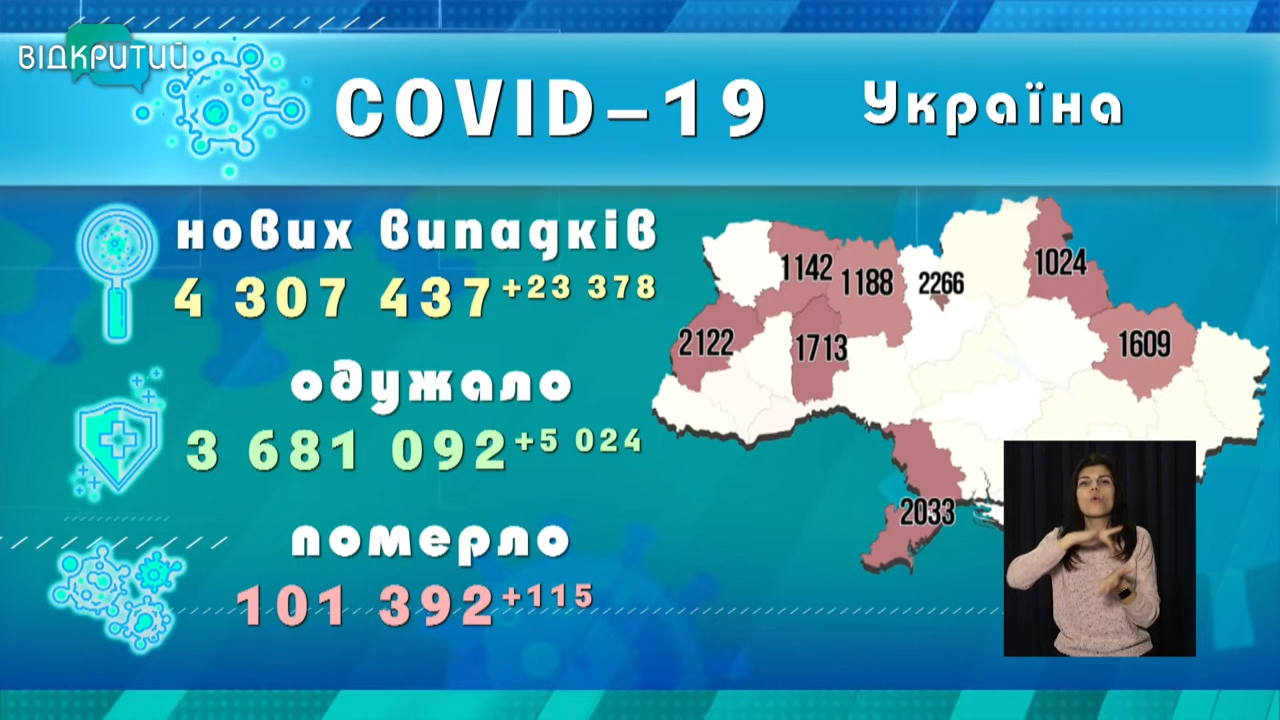 ВІДКРИТИЙ
COVID-19 Україна
нових випадків
4 307 437 +23 378
одужало
3 681 092 +5 024
померло
101 392 +115
1142
1188
2266
1024
2122
1713
1609
2033